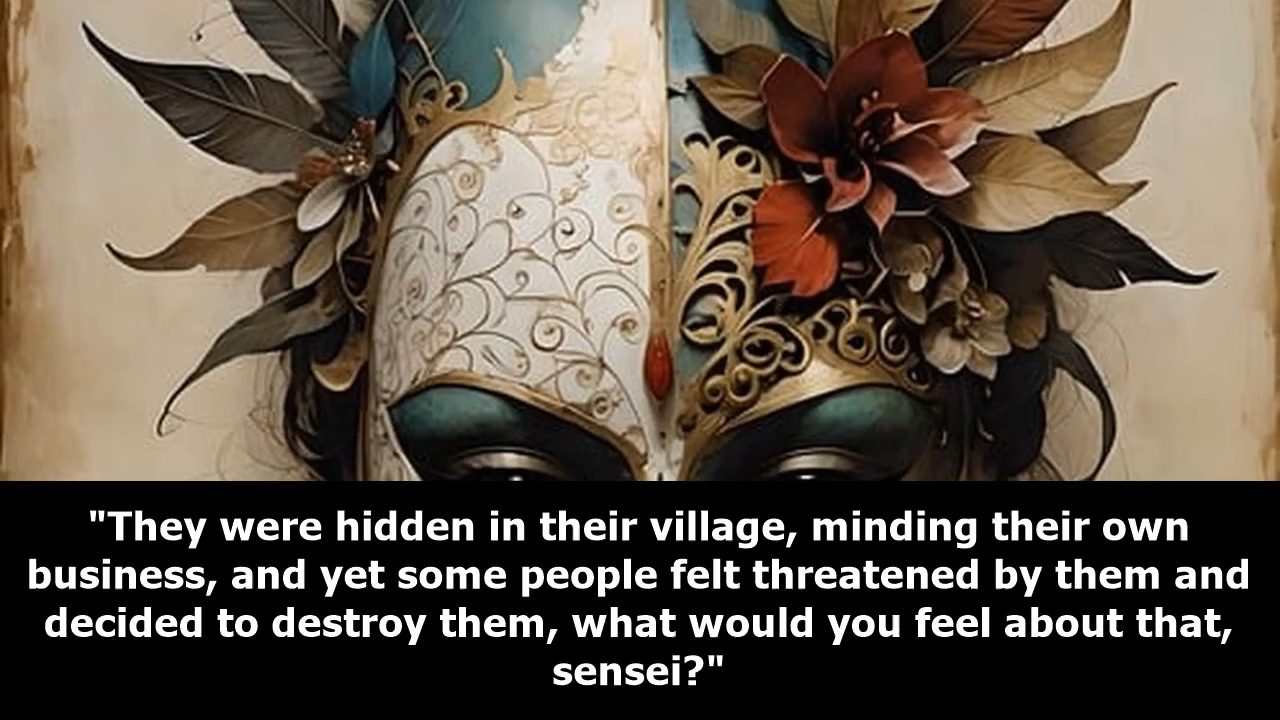 "They were hidden in their village, minding their own
business, and yet some people felt threatened by them and
decided to destroy them, what would you feel about that,
sensei?"